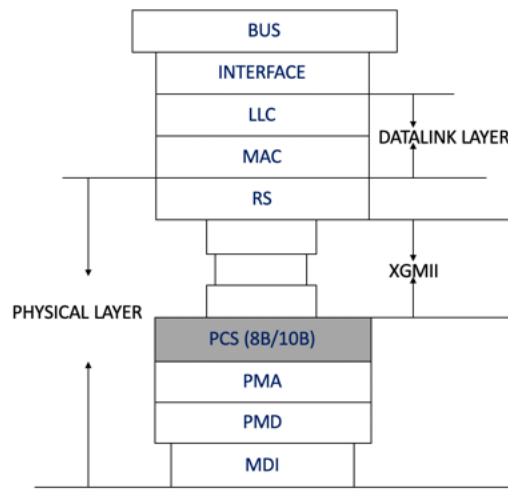 BUS
INTERFACE
LLC
DATALINK LAYER
MAC
RS
XGMII
PHYSICAL LAYER
PCS (8B/10B)
PMA
PMD
MDI